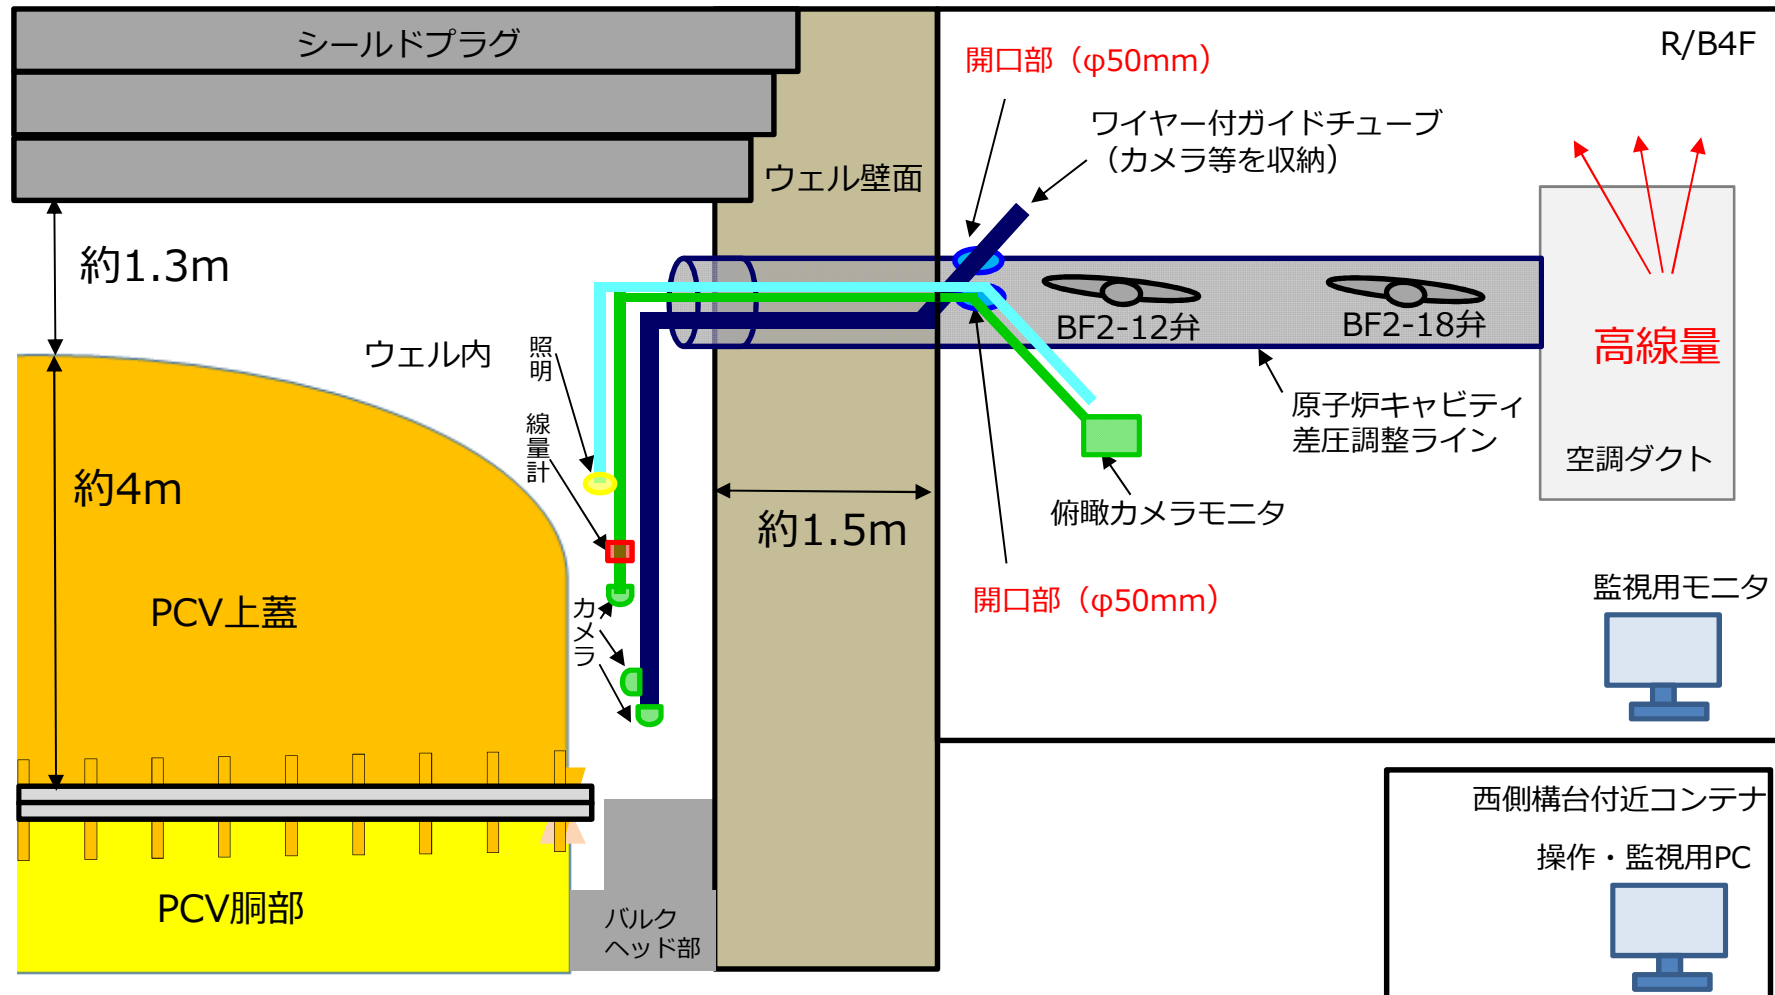 シールドプラグ
R/B4F
開口部（φ50mm）
ワイヤー付ガイドチューブ
（カメラ等を収納）
ウェル壁面
約1.3m
ウェル内
照明
線量計
BF2-12弁
BF2-18弁
高線量
空調ダクト
原子炉キャビティ
差圧調整ライン
約4m
約1.5m
俯瞰カメラモニタ
開口部（φ50mm）
PCV上蓋
カメラ
監視用モニタ
西側構台付近コンテナ
操作・監視用PC
PCV胴部
バルク
ヘッド部